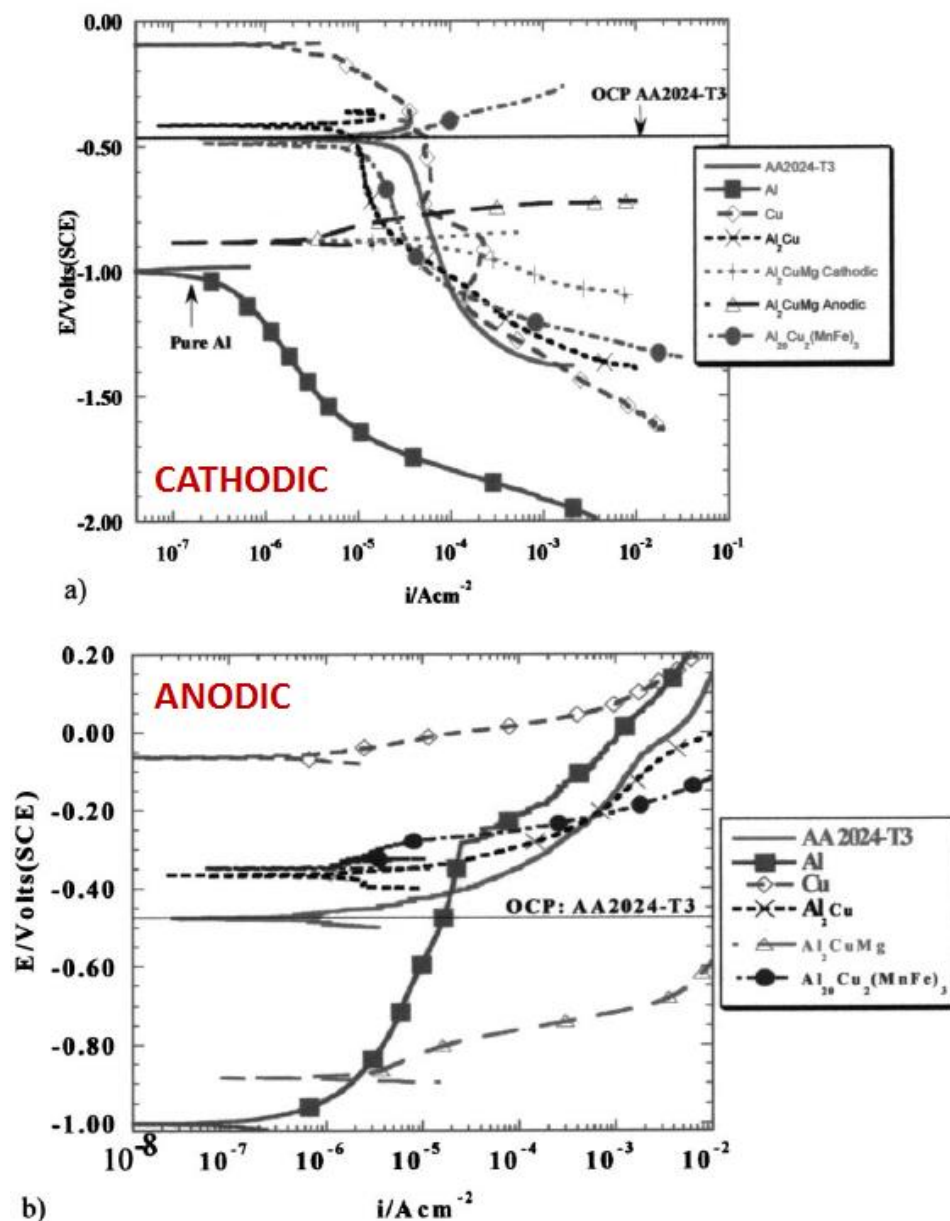 0.00
-0.50
-1.00
-1.50
-2.00
E/Volts(SCE)
OCP AA2024-T3
AA2024-T3
Al
Cu
Al2Cu
Al2CuMg Cathodic
Al2CuMg Anodic
Al20Cu2(MnFe)3
Pure Al
CATHODIC
10-7 10-6 10-5 10-4 10-3 10-2 10-1
i/Acm-2
a)
0.20
0.00
-0.20
-0.40
-0.60
-0.80
-1.00
E/Volts(SCE)
ANODIC
OCP: AA2024-T3
AA 2024-T3
Al
Cu
Al2Cu
Al2CuMg
Al20Cu2(MnFe)3
10-8 10-7 10-6 10-5 10-4 10-3 10-2
i/Acm-2
b)